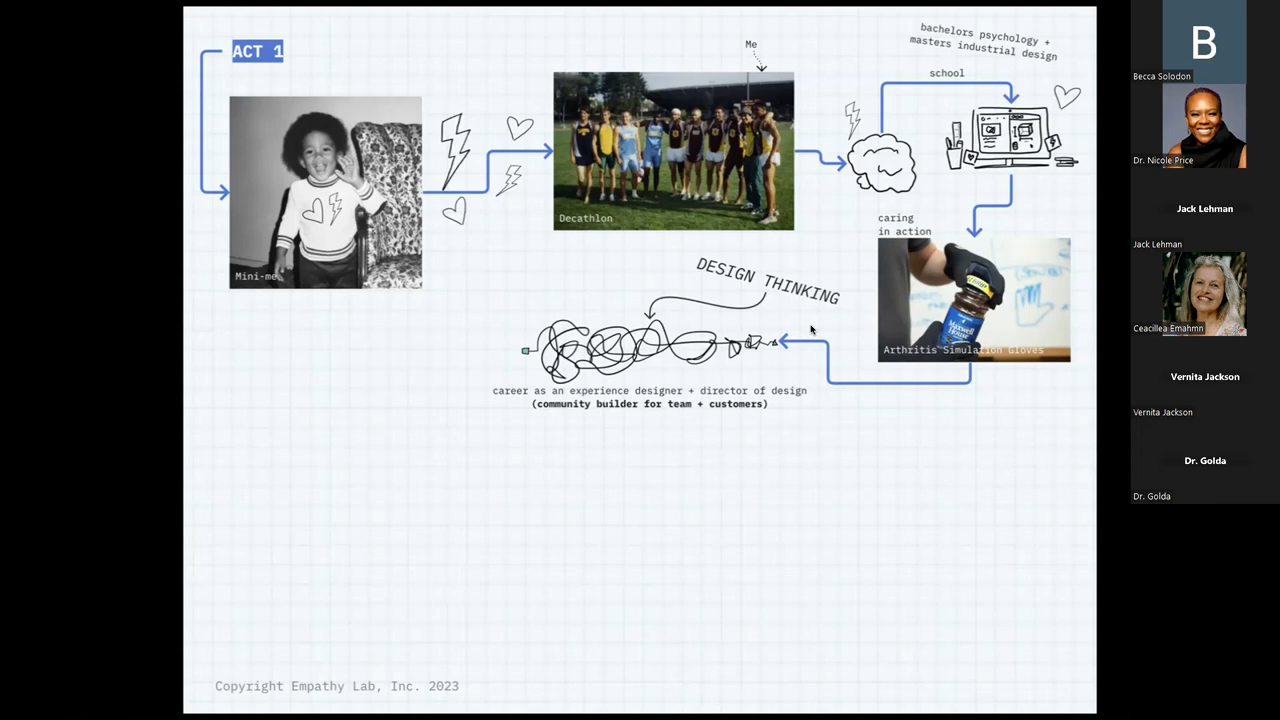 ACT 1
Mini-me
Me
Decathlon
bachelors psychology +
masters industrial design
school
caring
in action
Maxwell
House
Arthritis Simulation Gloves
DESIGN THINKING
career as an experience designer + director of design
(community builder for team + customers)
Copyright Empathy Lab, Inc. 2023
B
Becca Solodon
Dr. Nicole Price
Jack Lehman
Jack Lehman
Ceacillea Emahmn
Vernita Jackson
Vernita Jackson
Dr. Golda
Dr. Golda